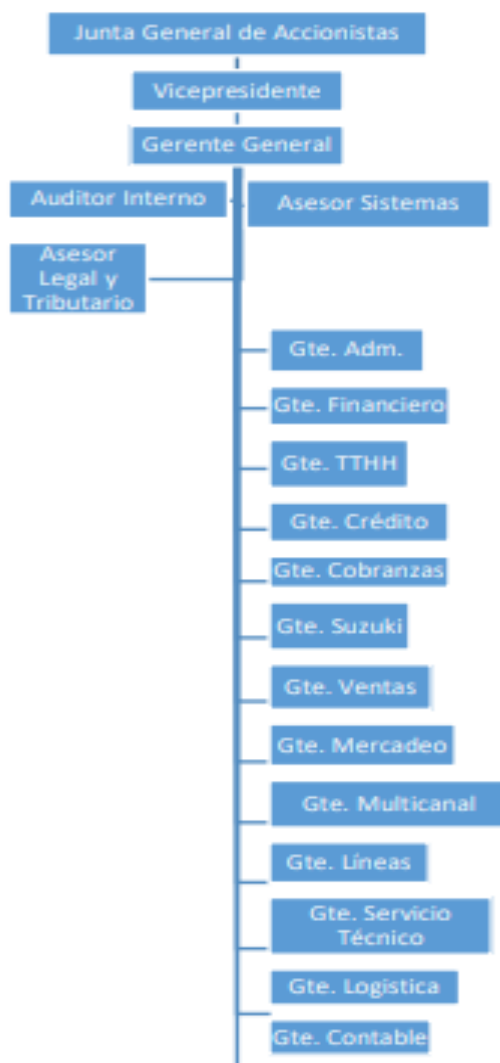 Junta General de Accionistas
Vicepresidente
Gerente General
Auditor Interno
Asesor Sistemas
Asesor
Legal y
Tributario
Gte. Adm.
Gte. Financiero
Gte. TTHH
Gte. Crédito
Gte. Cobranzas
Gte. Suzuki
Gte. Ventas
Gte. Mercadeo
Gte. Multicanal
Gte. Líneas
Gte. Servicio
Técnico
Gte. Logistica
Gte. Contable